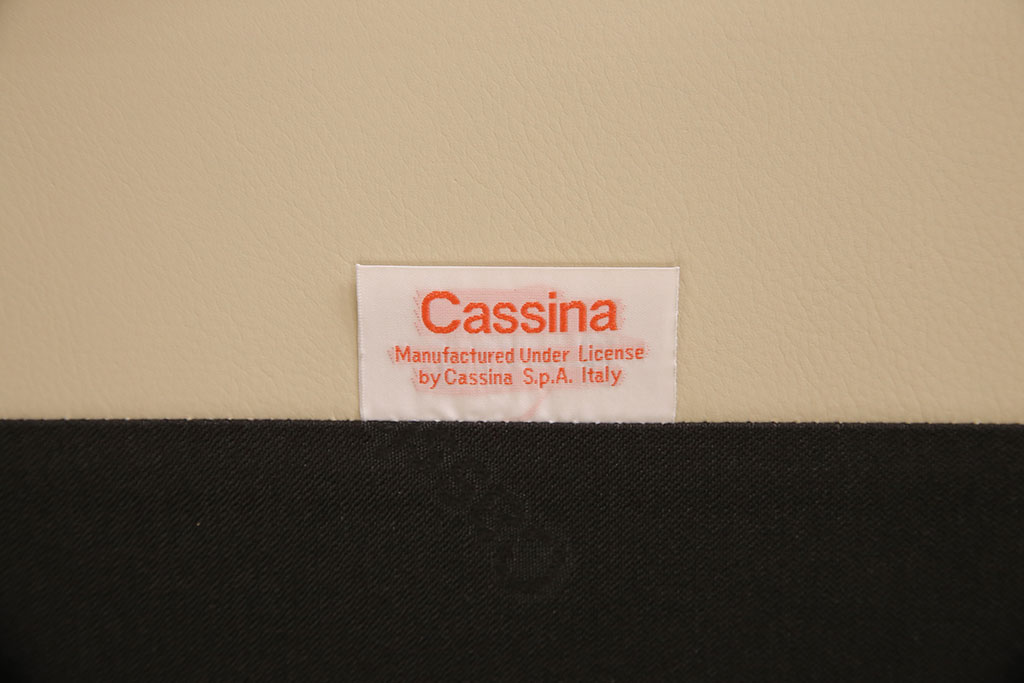 Cassina
Manufactured Under License
by Cassina S.p.A. Italy